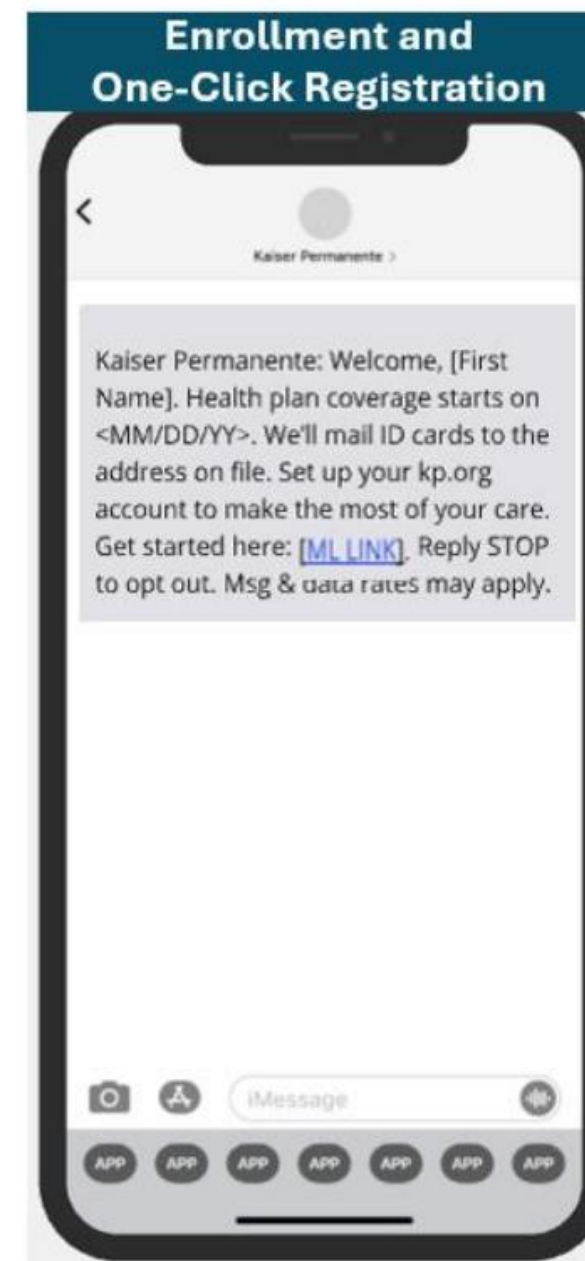 Enrollment and
One-Click Registration
Kaiser Permanente >
Kaiser Permanente: Welcome, [First
Name]. Health plan coverage starts on
<MM/DD/YY>. We'll mail ID cards to the
address on file. Set up your kp.org
account to make the most of your care.
Get started here: [ML LINK]. Reply STOP
to opt out. Msg & data rates may apply.
iMessage
APP APP APP APP APP APP APP